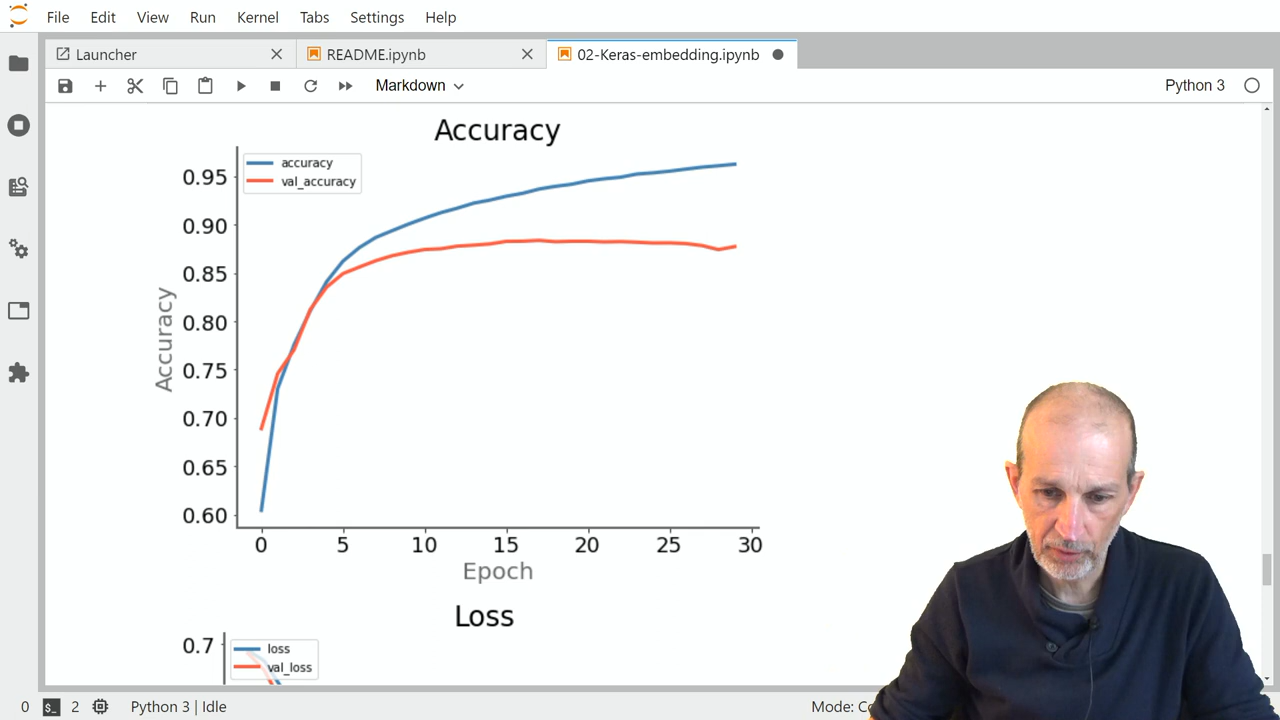 File Edit View Run Kernel Tabs Settings Help
Launcher README.ipynb 02-Keras-embedding.ipynb
Markdown Python 3
Accuracy
accuracy
val_accuracy
0.95
0.90
0.85
0.80
0.75
0.70
0.65
0.60
Accuracy
0 5 10 15 20 25 30
Epoch
Loss
0.7
loss
val_loss
0 $_ 2 Python 3 | Idle Mode: Co